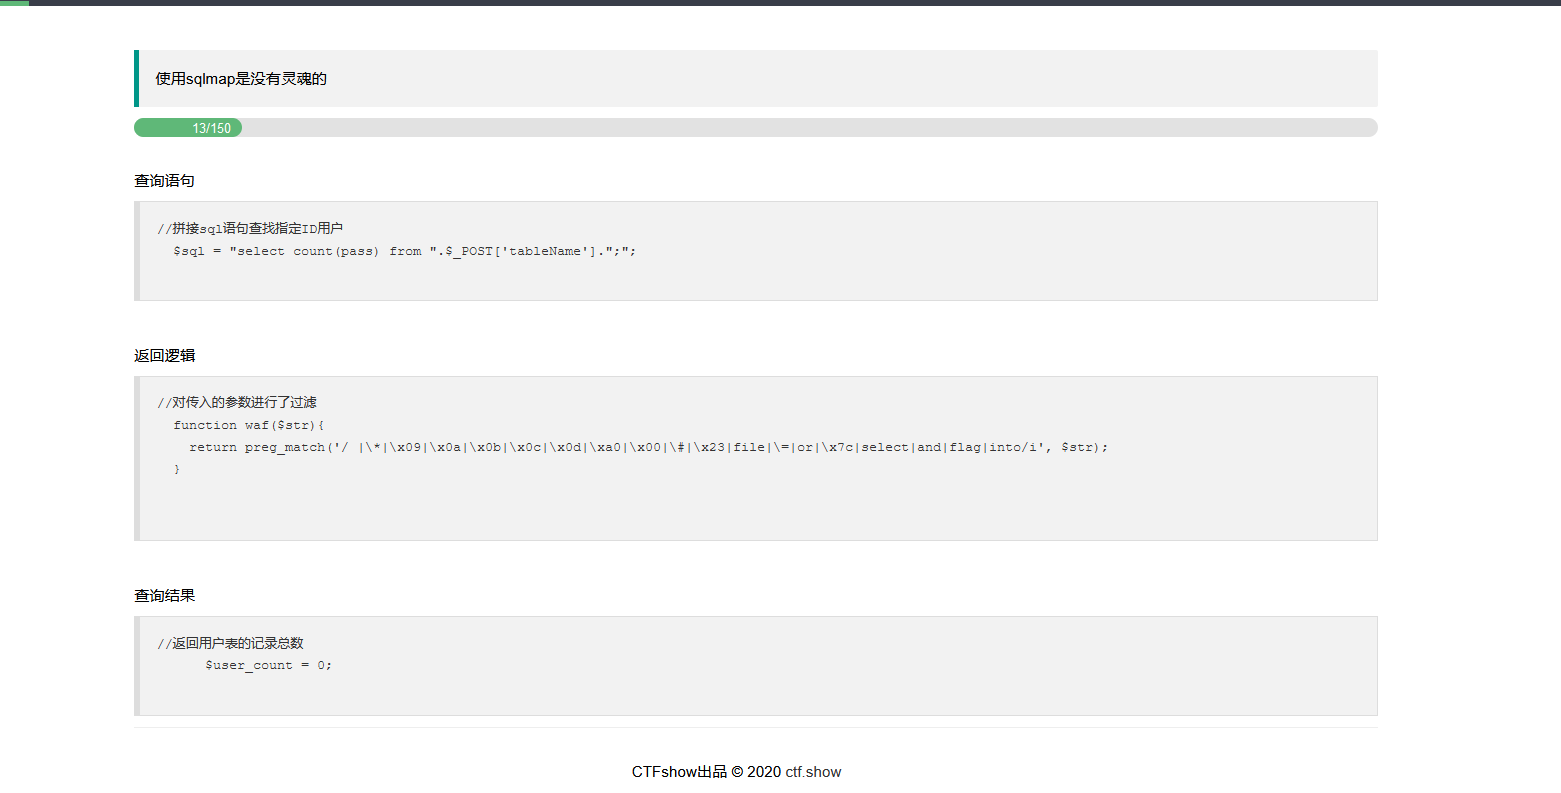 使用sqlmap是没有灵魂的
13/150
查询语句
//拼接sql语句查找指定ID用户
$sql = "select count(pass) from ".$_POST['tableName'].";";
返回逻辑
//对传入的参数进行了过滤
function waf($str){
return preg_match('/ |\*|\x09|\x0a|\x0b|\x0c|\x0d|\xa0|\x00|\#|\x23|file|\=|or|\x7c|select|and|flag|into/i', $str);
}
查询结果
//返回用户表的记录总数
$user_count = 0;
CTFshow出品 © 2020 ctf.show